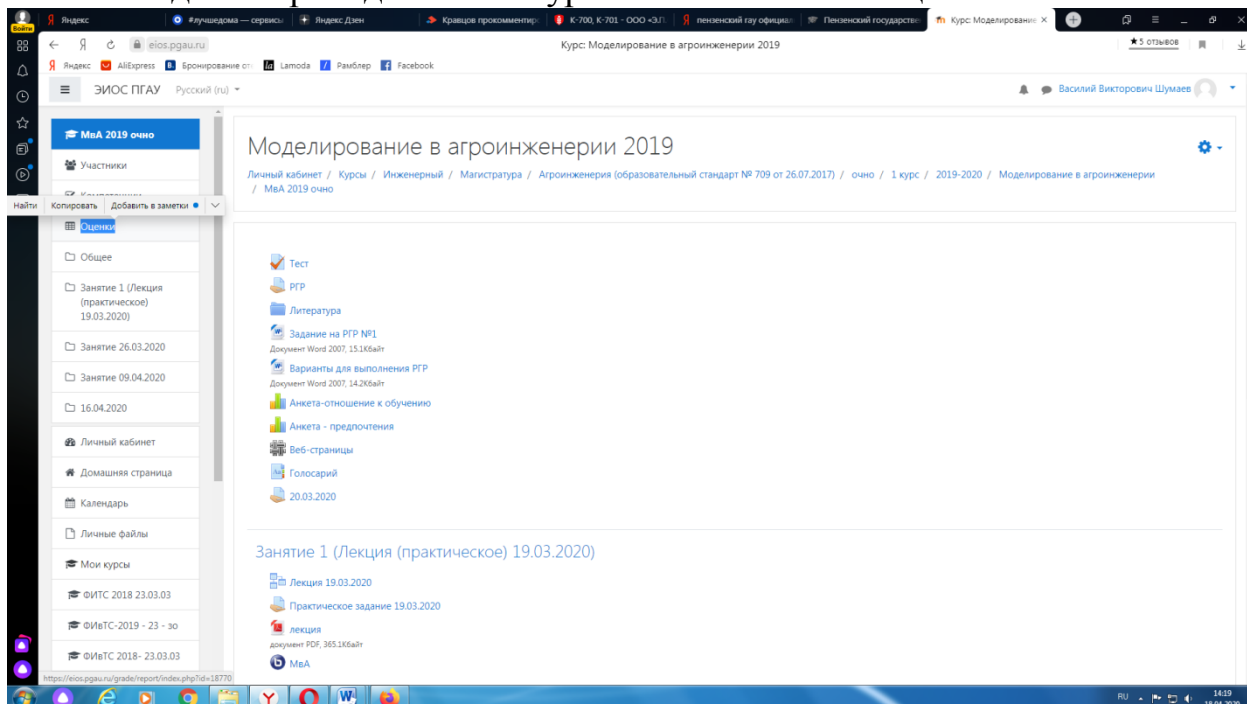 Яндекс
#лучшедома — сервисы
Яндекс.Дзен
Кравцов прокомментиро
К-700, К-701 - ООО «Э.Л.
пензенский гау официал
Пензенский государстве
Курс: Моделирование
Войти
eios.pgau.ru
Курс: Моделирование в агроинженерии 2019
★5 отзывов
Яндекс
AliExpress
Бронирование от
Lamoda
Рамблер
Facebook
ЭИОС ПГАУ
Русский (ru)
Василий Викторович Шумаев
МвА 2019 очно
Участники
Найти
Копировать
Добавить в заметки
Оценки
Общее
Занятие 1 (Лекция
(практическое)
19.03.2020)
Занятие 26.03.2020
Занятие 09.04.2020
16.04.2020
Личный кабинет
Домашняя страница
Календарь
Личные файлы
Мои курсы
ФИТС 2018 23.03.03
ФИвТС-2019 - 23 - зо
ФИвТС 2018- 23.03.03
https://eios.pgau.ru/grade/report/index.php?id=18770
Моделирование в агроинженерии 2019
Личный кабинет / Курсы / Инженерный / Магистратура / Агроинженерия (образовательный стандарт № 709 от 26.07.2017) / очно / 1 курс / 2019-2020 / Моделирование в агроинженерии
/ МвА 2019 очно
Тест
РГР
Литература
Задание на РГР №1
Документ Word 2007, 15.1Кбайт
Варианты для выполнения РГР
Документ Word 2007, 14.2Кбайт
Анкета-отношение к обучению
Анкета - предпочтения
Веб-страницы
Голосарий
20.03.2020
Занятие 1 (Лекция (практическое) 19.03.2020)
Лекция 19.03.2020
Практическое задание 19.03.2020
лекция
документ PDF, 365.1Кбайт
МвА
RU
14:19